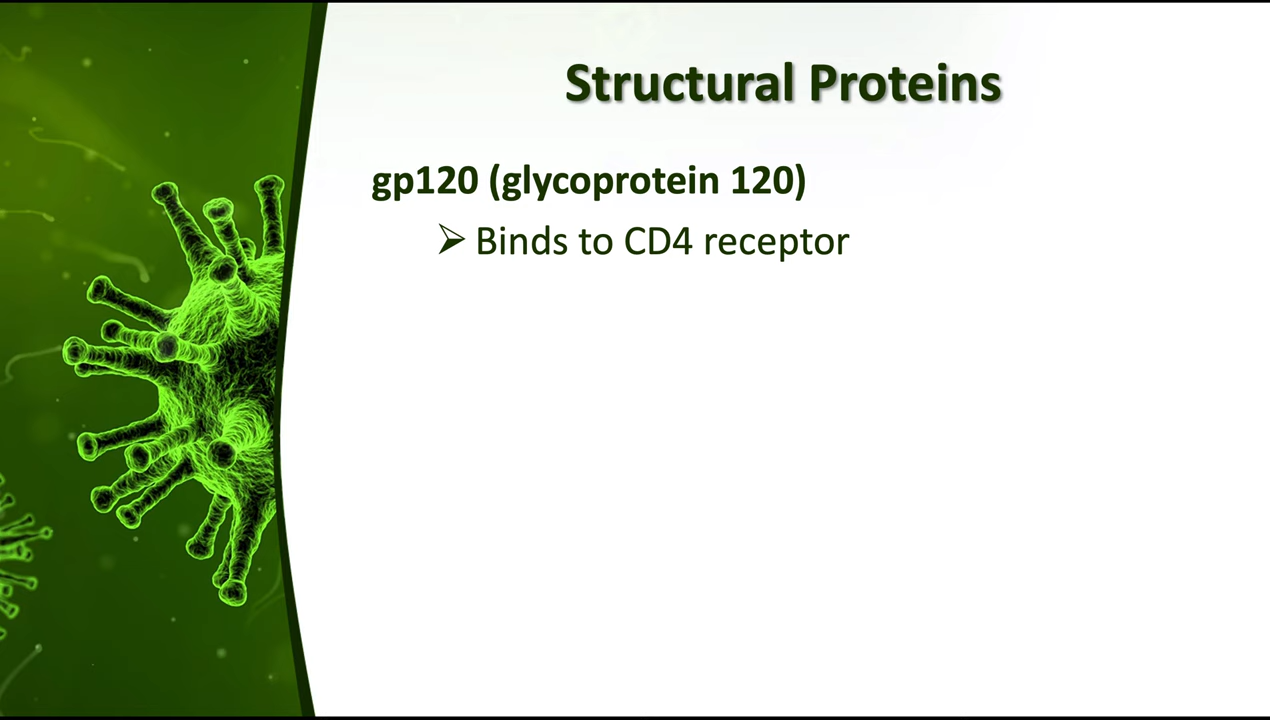 Structural Proteins
gp120 (glycoprotein 120)
➢ Binds to CD4 receptor